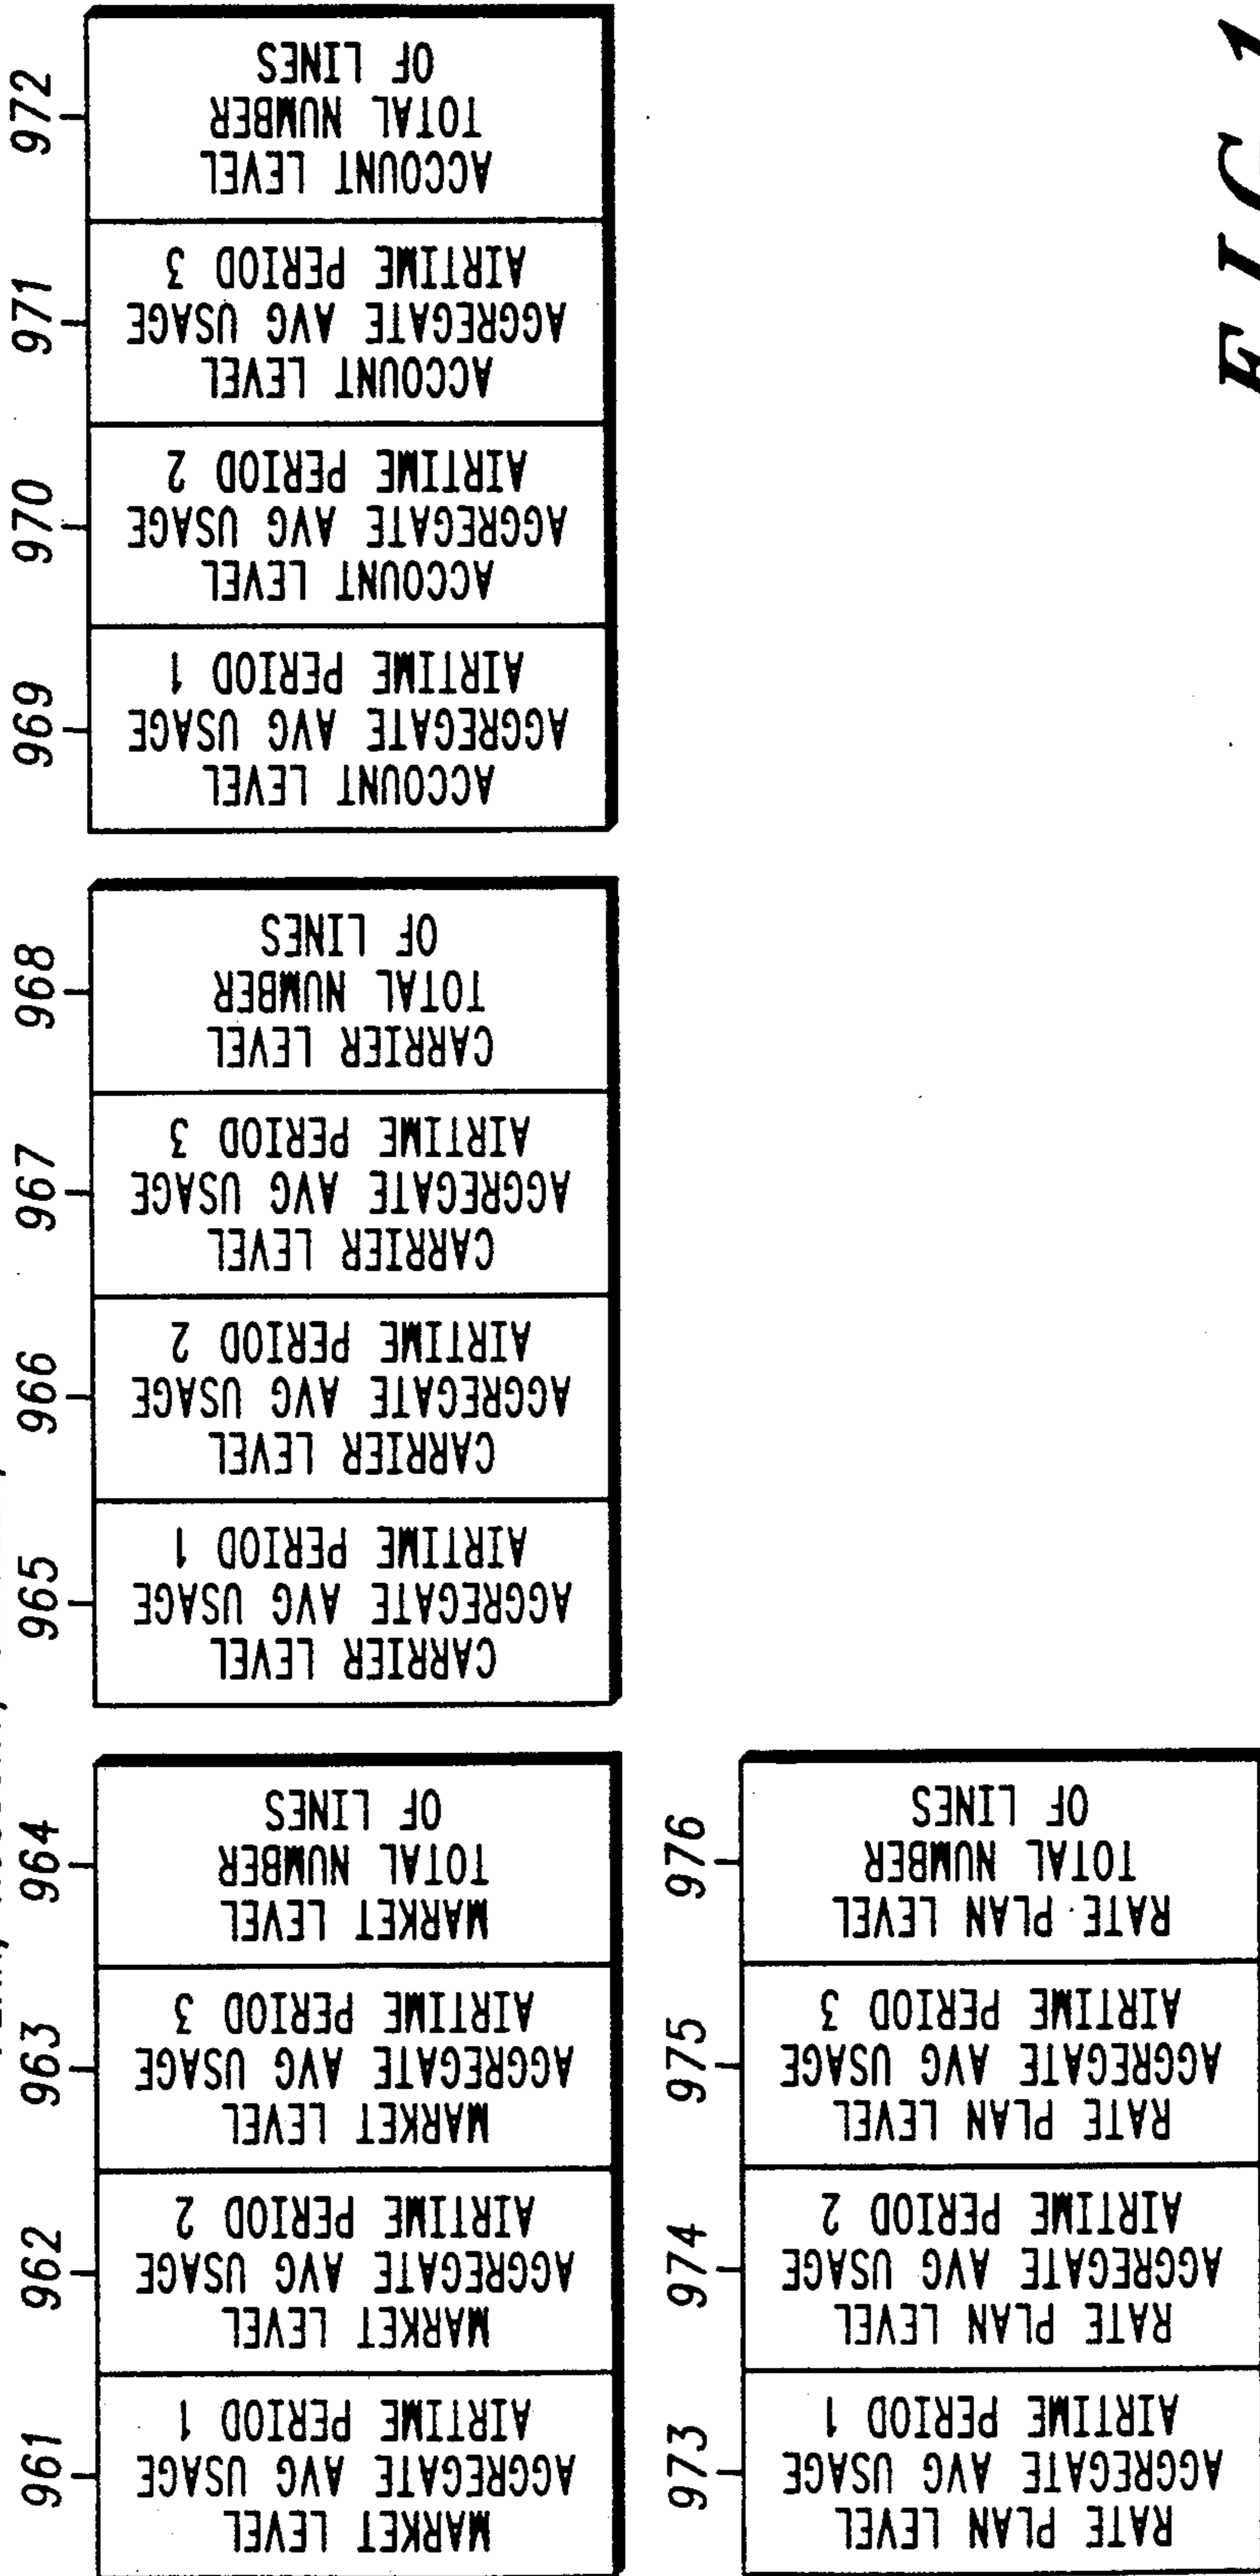 961
MARKET LEVEL
AGGREGATE AVG USAGE
AIRTIME PERIOD 1
962
MARKET LEVEL
AGGREGATE AVG USAGE
AIRTIME PERIOD 2
963
MARKET LEVEL
AGGREGATE AVG USAGE
AIRTIME PERIOD 3
964
MARKET LEVEL
TOTAL NUMBER
OF LINES
965
CARRIER LEVEL
AGGREGATE AVG USAGE
AIRTIME PERIOD 1
966
CARRIER LEVEL
AGGREGATE AVG USAGE
AIRTIME PERIOD 2
967
CARRIER LEVEL
AGGREGATE AVG USAGE
AIRTIME PERIOD 3
968
CARRIER LEVEL
TOTAL NUMBER
OF LINES
969
ACCOUNT LEVEL
AGGREGATE AVG USAGE
AIRTIME PERIOD 1
970
ACCOUNT LEVEL
AGGREGATE AVG USAGE
AIRTIME PERIOD 2
971
ACCOUNT LEVEL
AGGREGATE AVG USAGE
AIRTIME PERIOD 3
972
ACCOUNT LEVEL
TOTAL NUMBER
OF LINES
973
RATE PLAN LEVEL
AGGREGATE AVG USAGE
AIRTIME PERIOD 1
974
RATE PLAN LEVEL
AGGREGATE AVG USAGE
AIRTIME PERIOD 2
975
RATE PLAN LEVEL
AGGREGATE AVG USAGE
AIRTIME PERIOD 3
976
RATE PLAN LEVEL
TOTAL NUMBER
OF LINES
FIG 1